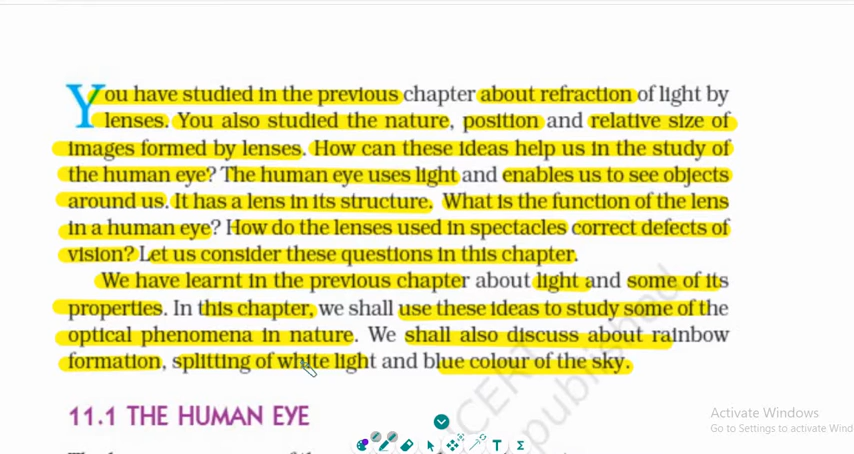 You have studied in the previous chapter about refraction of light by
lenses. You also studied the nature, position and relative size of
images formed by lenses. How can these ideas help us in the study of
the human eye? The human eye uses light and enables us to see objects
around us. It has a lens in its structure. What is the function of the lens
in a human eye? How do the lenses used in spectacles correct defects of
vision? Let us consider these questions in this chapter.
We have learnt in the previous chapter about light and some of its
properties. In this chapter, we shall use these ideas to study some of the
optical phenomena in nature. We shall also discuss about rainbow
formation, splitting of white light and blue colour of the sky.
11.1 THE HUMAN EYE
Activate Windows
Go to Settings to activate Wind